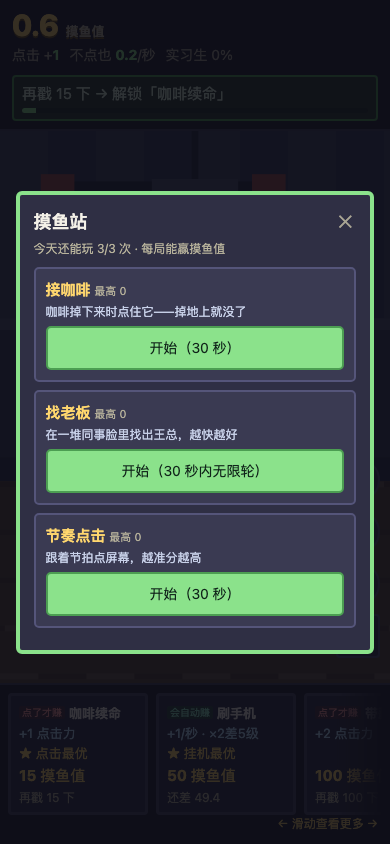 0.6 摸鱼值
点击 +1 不点也 0.2/秒 实习生 0%
再戳 15 下 → 解锁「咖啡续命」
摸鱼站
今天还能玩 3/3 次 · 每局能赢摸鱼值
接咖啡 最高 0
咖啡掉下来时点住它——掉地上就没了
开始（30 秒）
找老板 最高 0
在一堆同事脸里找出王总，越快越好
开始（30 秒内无限轮）
节奏点击 最高 0
跟着节拍点屏幕，越准分越高
开始（30 秒）
点了才赚 咖啡续命
+1 点击力
★ 点击最优
15 摸鱼值
再戳 15 下
会自动赚 刷手机
+1/秒 · ×2差5级
★ 挂机最优
50 摸鱼值
还差 49.4
点了才赚
+2 点击力
100 摸鱼
再戳 100
← 滑动查看更多 →